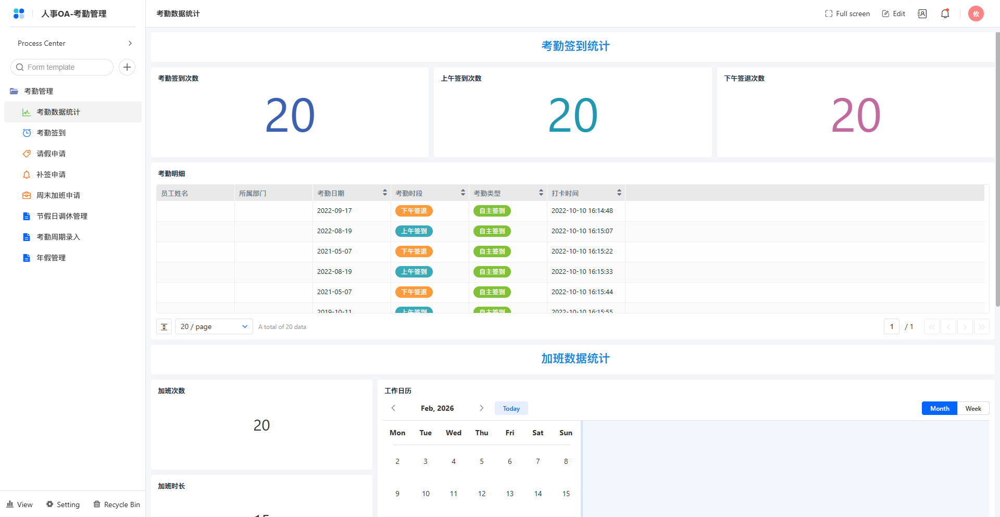 人事OA-考勤管理
Process Center
Form template
考勤管理
考勤数据统计
考勤签到
请假申请
补签申请
周末加班申请
节假日调休管理
考勤周期录入
年假管理
View Setting Recycle Bin
考勤数据统计
Full screen Edit 攸
考勤签到统计
考勤签到次数
20
上午签到次数
20
下午签退次数
20
考勤明细
员工姓名 所属部门 考勤日期 考勤时段 考勤类型 打卡时间
2022-09-17 下午签退 自主签到 2022-10-10 16:14:48
2022-08-19 上午签到 自主签到 2022-10-10 16:15:07
2021-05-07 下午签退 自主签到 2022-10-10 16:15:22
2022-08-19 上午签到 自主签到 2022-10-10 16:15:33
2021-05-07 下午签退 自主签到 2022-10-10 16:15:44
2019-10-11 上午签到 自主签到 2022-10-10 16:15:55
20 / page A total of 20 data 1 / 1
加班数据统计
加班次数
20
加班时长
15
工作日历
Feb, 2026 Today Month Week
Mon Tue Wed Thu Fri Sat Sun
2 3 4 5 6 7 8
9 10 11 12 13 14 15